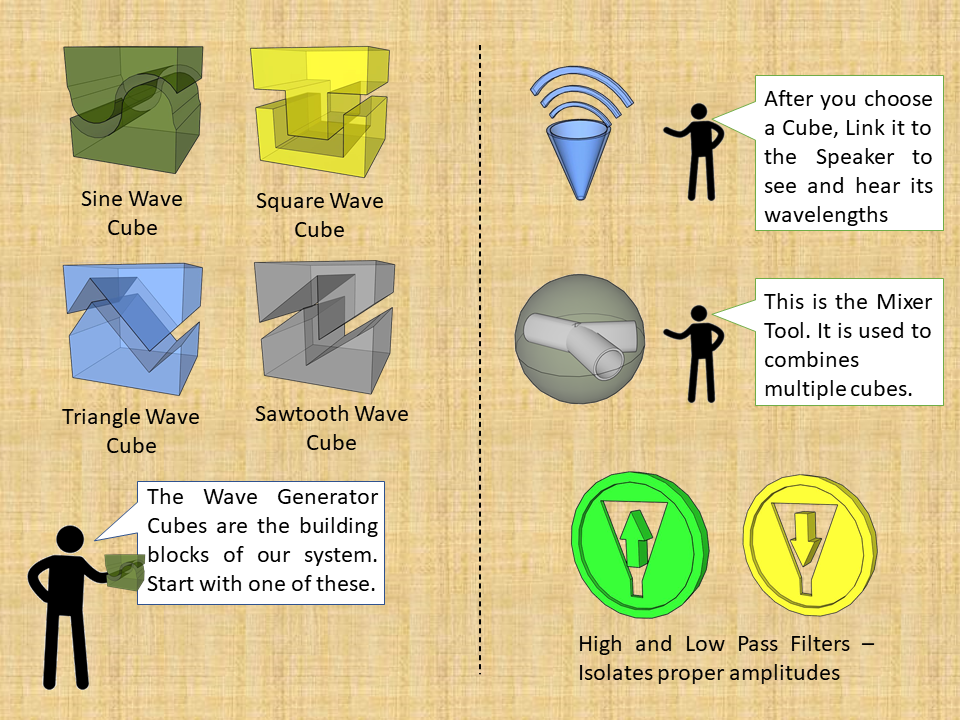 Sine Wave
Cube
Square Wave
Cube
Triangle Wave
Cube
Sawtooth Wave
Cube
The Wave Generator
Cubes are the building
blocks of our system.
Start with one of these.
After you choose
a Cube, Link it to
the Speaker to
see and hear its
wavelengths
This is the Mixer
Tool. It is used to
combines
multiple cubes.
High and Low Pass Filters –
Isolates proper amplitudes